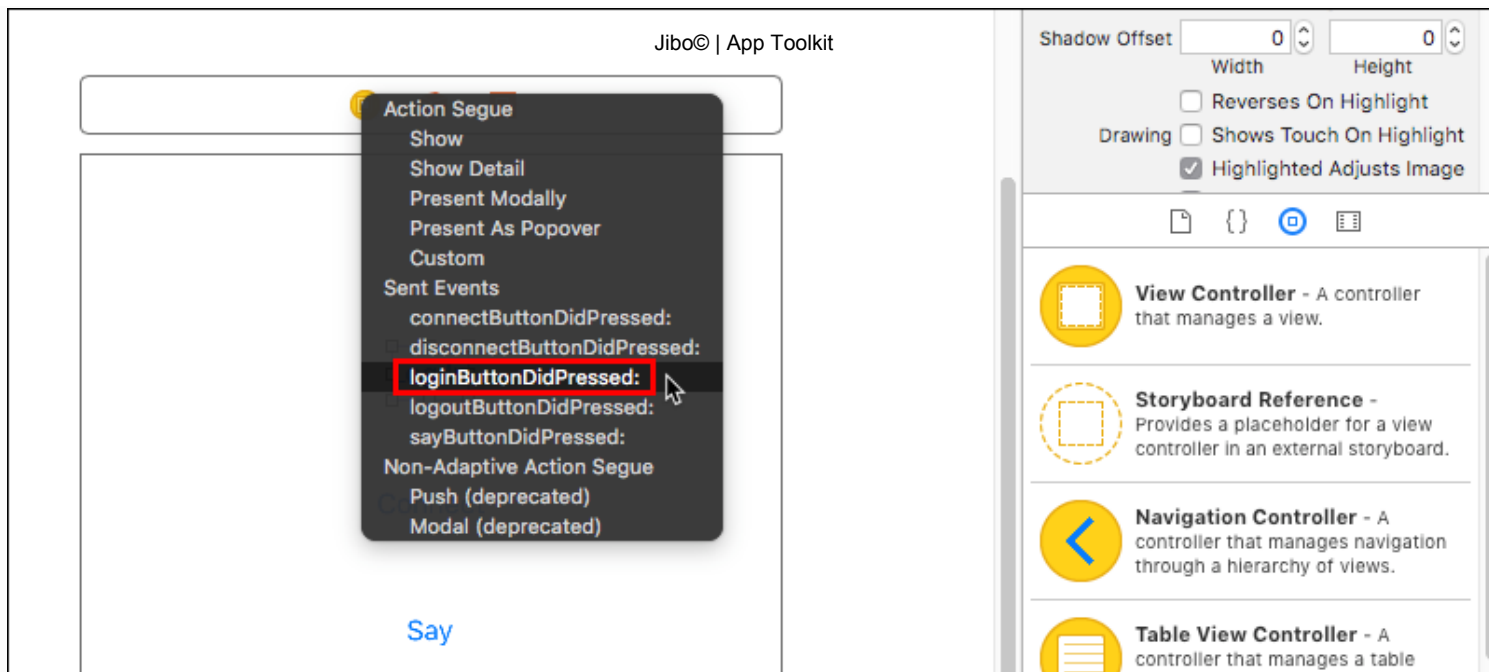 Jibo© | App Toolkit
Action Segue
Show
Show Detail
Present Modally
Present As Popover
Custom
Sent Events
connectButtonDidPressed:
disconnectButtonDidPressed:
loginButtonDidPressed:
logoutButtonDidPressed:
sayButtonDidPressed:
Non-Adaptive Action Segue
Push (deprecated)
Modal (deprecated)
Say
Shadow Offset 0 0
Width Height
Reverses On Highlight
Drawing Shows Touch On Highlight
Highlighted Adjusts Image
{}
View Controller - A controller
that manages a view.
Storyboard Reference -
Provides a placeholder for a view
controller in an external storyboard.
Navigation Controller - A
controller that manages navigation
through a hierarchy of views.
Table View Controller - A
controller that manages a table